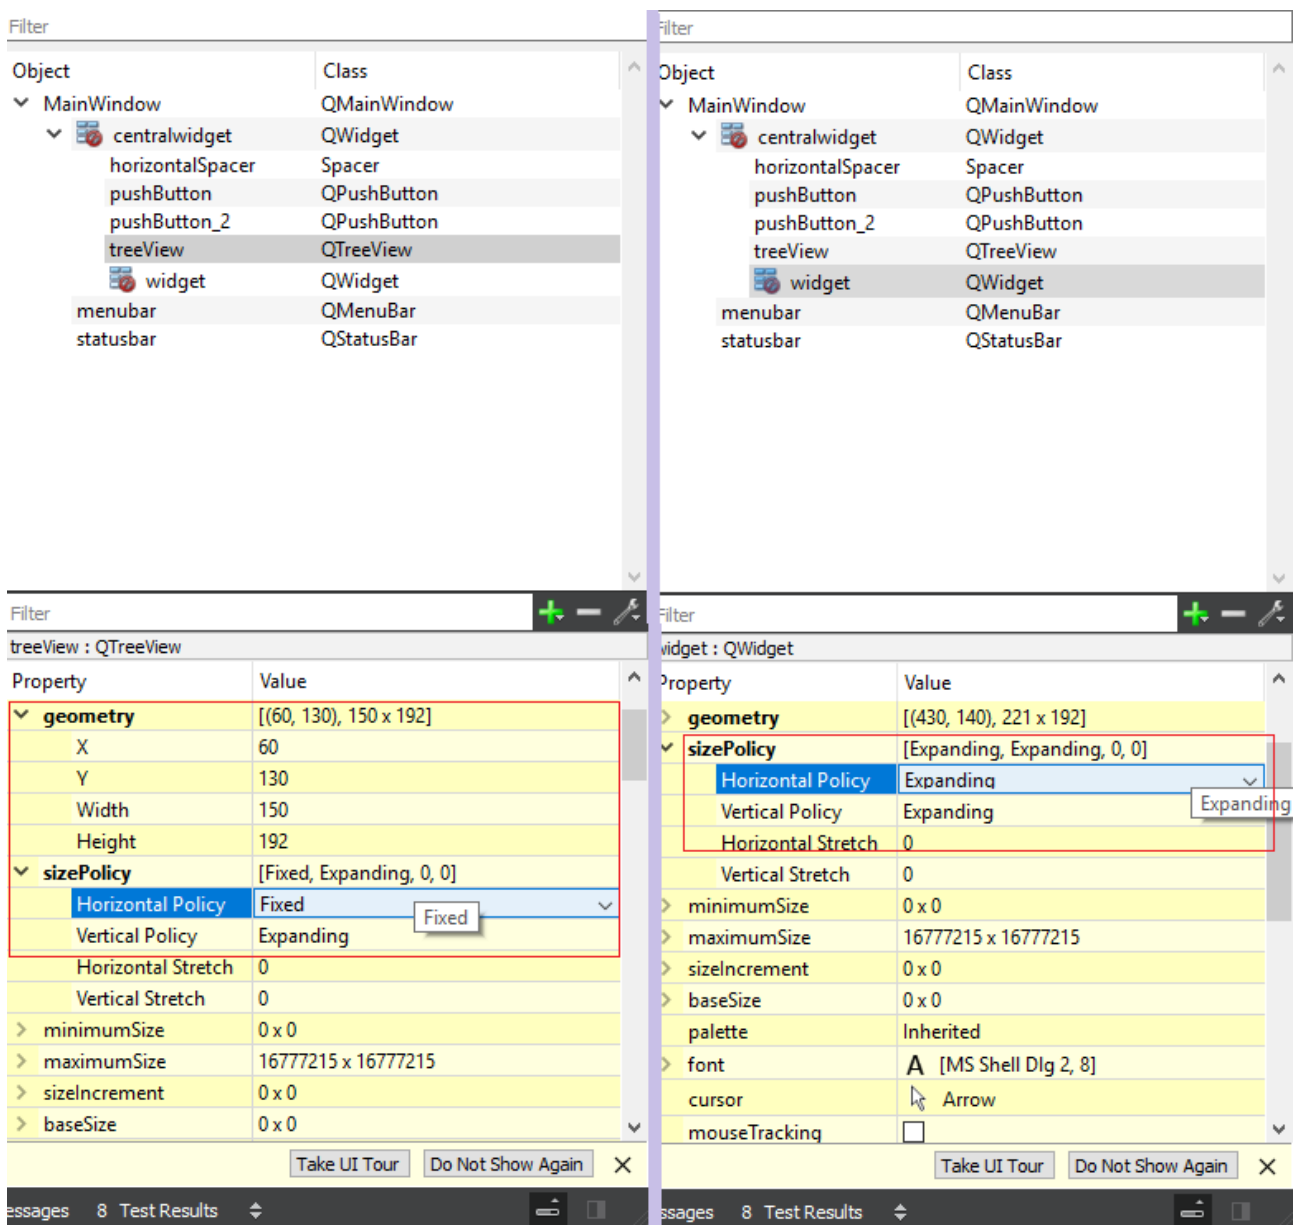 Filter
Object Class
MainWindow QMainWindow
centralwidget QWidget
horizontalSpacer Spacer
pushButton QPushButton
pushButton_2 QPushButton
treeView QTreeView
widget QWidget
menubar QMenuBar
statusbar QStatusBar
Filter
treeView : QTreeView
Property Value
geometry [(60, 130), 150 x 192]
X 60
Y 130
Width 150
Height 192
sizePolicy [Fixed, Expanding, 0, 0]
Horizontal Policy Fixed
Fixed
Vertical Policy Expanding
Horizontal Stretch 0
Vertical Stretch 0
minimumSize 0 x 0
maximumSize 16777215 x 16777215
sizeIncrement 0 x 0
baseSize 0 x 0
Take UI Tour Do Not Show Again
essages 8 Test Results
Filter
Object Class
MainWindow QMainWindow
centralwidget QWidget
horizontalSpacer Spacer
pushButton QPushButton
pushButton_2 QPushButton
treeView QTreeView
widget QWidget
menubar QMenuBar
statusbar QStatusBar
Filter
widget : QWidget
Property Value
geometry [(430, 140), 221 x 192]
sizePolicy [Expanding, Expanding, 0, 0]
Horizontal Policy Expanding
Expanding
Vertical Policy Expanding
Horizontal Stretch 0
Vertical Stretch 0
minimumSize 0 x 0
maximumSize 16777215 x 16777215
sizeIncrement 0 x 0
baseSize 0 x 0
palette Inherited
font A [MS Shell Dlg 2, 8]
cursor Arrow
mouseTracking
Take UI Tour Do Not Show Again
ssages 8 Test Results